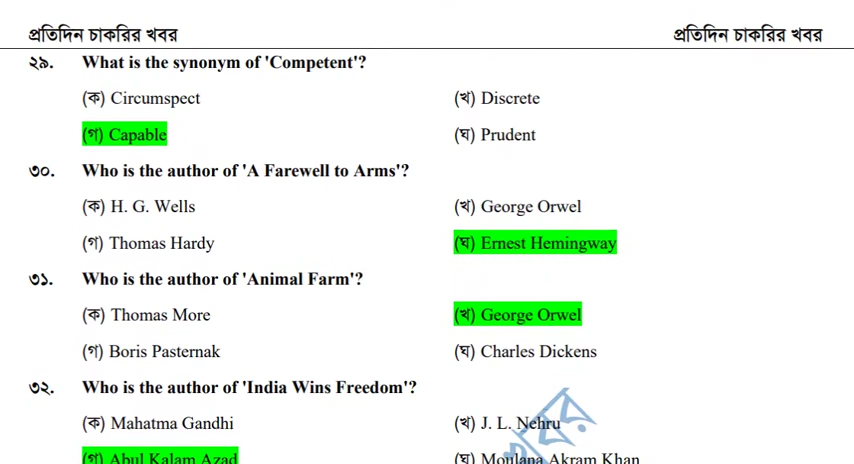 প্রতিদিন চাকরির খবর প্রতিদিন চাকরির খবর
২৯. What is the synonym of 'Competent'?
(ক) Circumspect (খ) Discrete
(গ) Capable (ঘ) Prudent
৩০. Who is the author of 'A Farewell to Arms'?
(ক) H. G. Wells (খ) George Orwel
(গ) Thomas Hardy (ঘ) Ernest Hemingway
৩১. Who is the author of 'Animal Farm'?
(ক) Thomas More (খ) George Orwel
(গ) Boris Pasternak (ঘ) Charles Dickens
৩২. Who is the author of 'India Wins Freedom'?
(ক) Mahatma Gandhi (খ) J. L. Nehru
(গ) Abul Kalam Azad (ঘ) Moulana Akram Khan
খবর